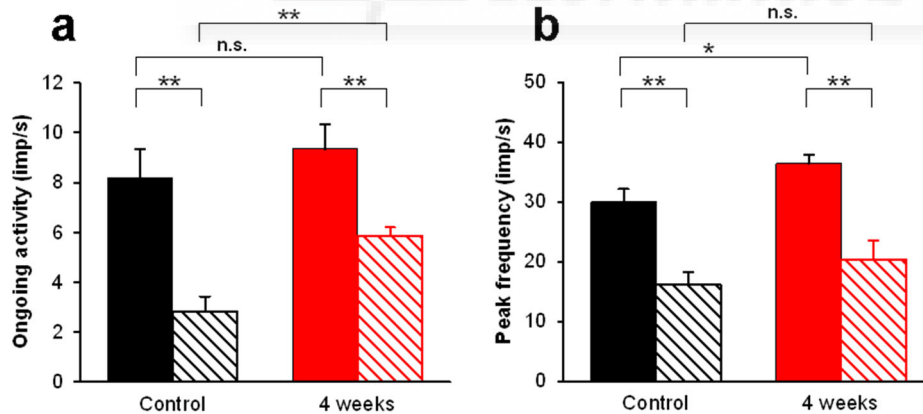 a
**
n.s.
**
**
Ongoing activity (imp/s)
12
10
8
6
4
2
0
Control
4 weeks
b
n.s.
*
**
**
Peak frequency (imp/s)
50
40
30
20
10
0
Control
4 weeks